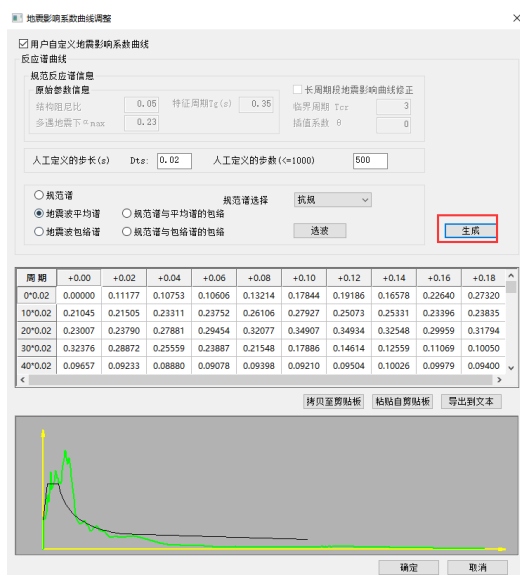 地震影响系数曲线调整
用户自定义地震影响系数曲线
反应谱曲线
规范反应谱信息
原始参数信息
长周期段地震影响曲线修正
结构阻尼比 0.05 特征周期Tg(s) 0.35 临界周期 Tcr 3
多遇地震下αmax 0.23 插值系数 θ 0
人工定义的步长(s) Dts: 0.02 人工定义的步数(<=1000) 500
规范谱 规范谱选择 抗规
地震波平均谱 规范谱与平均谱的包络
地震波包络谱 规范谱与包络谱的包络 选波 生成
周期 +0.00 +0.02 +0.04 +0.06 +0.08 +0.10 +0.12 +0.14 +0.16 +0.18
0*0.02 0.00000 0.11177 0.10753 0.10606 0.13214 0.17844 0.19186 0.16578 0.22640 0.27320
10*0.02 0.21045 0.21505 0.23311 0.23752 0.26106 0.27927 0.25073 0.25331 0.23396 0.23835
20*0.02 0.23007 0.23790 0.27881 0.29454 0.32077 0.34907 0.34934 0.32548 0.29959 0.31794
30*0.02 0.32376 0.28872 0.25559 0.23887 0.21548 0.17886 0.14614 0.12559 0.11069 0.10050
40*0.02 0.09657 0.09233 0.08880 0.09078 0.09398 0.09210 0.09504 0.10026 0.09979 0.09400
拷贝至剪贴板 粘贴自剪贴板 导出到文本
确定 取消